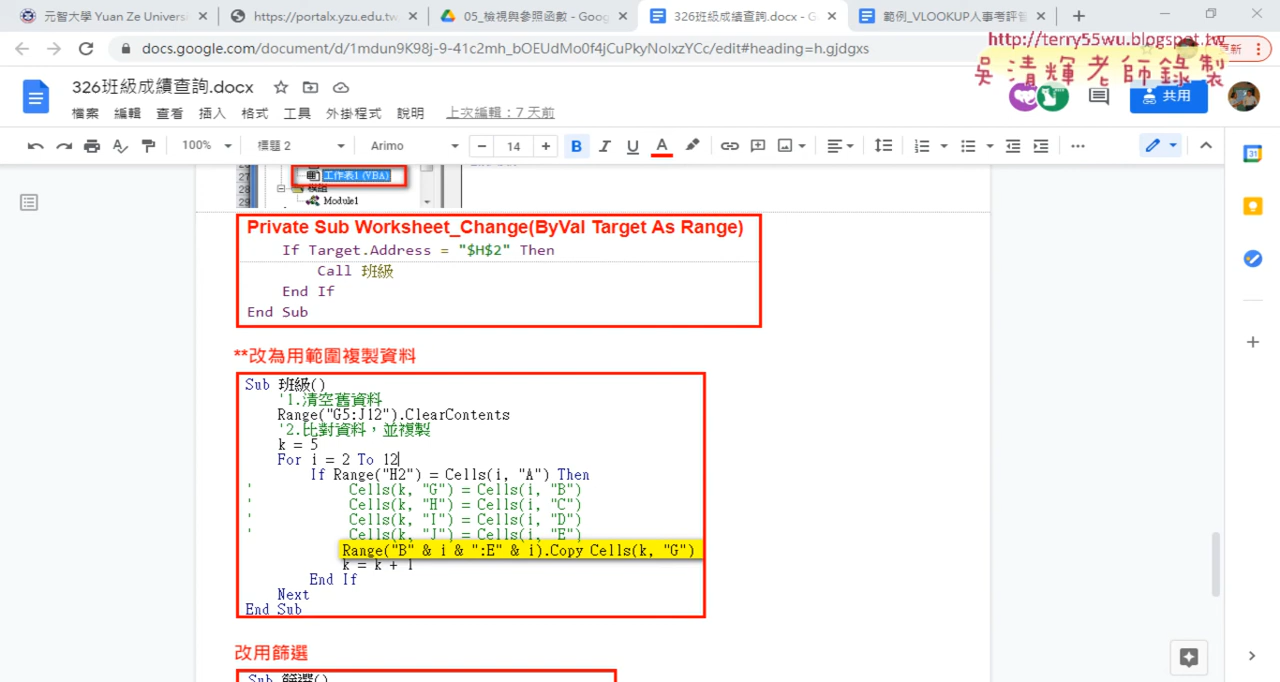 元智大學 Yuan Ze Universi
https://portalx.yzu.edu.tw
05_檢視與參照函數 - Goog
326班級成績查詢.docx - G
範例_VLOOKUP人事考評管
docs.google.com/document/d/1mdun9K98j-9-41c2mh_bOEUdMo0f4jCuPkyNoIxzYCc/edit#heading=h.gjdgxs
更新
http://terry55wu.blogspot.tw
吳清輝老師錄製
326班級成績查詢.docx
檔案 編輯 查看 插入 格式 工具 外掛程式 說明 上次編輯：7 天前
共用
100% 標題 2 Arimo 14 B I U A
27 工作表1 (VBA)
28 模組
29 Module1
Private Sub Worksheet_Change(ByVal Target As Range)
If Target.Address = "$H$2" Then
Call 班級
End If
End Sub
**改為用範圍複製資料
Sub 班級()
'1.清空舊資料
Range("G5:J12").ClearContents
'2.比對資料，並複製
k = 5
For i = 2 To 12
If Range("H2") = Cells(i, "A") Then
' Cells(k, "G") = Cells(i, "B")
' Cells(k, "H") = Cells(i, "C")
' Cells(k, "I") = Cells(i, "D")
' Cells(k, "J") = Cells(i, "E")
Range("B" & i & ":E" & i).Copy Cells(k, "G")
k = k + 1
End If
Next
End Sub
改用篩選
Sub 篩選()